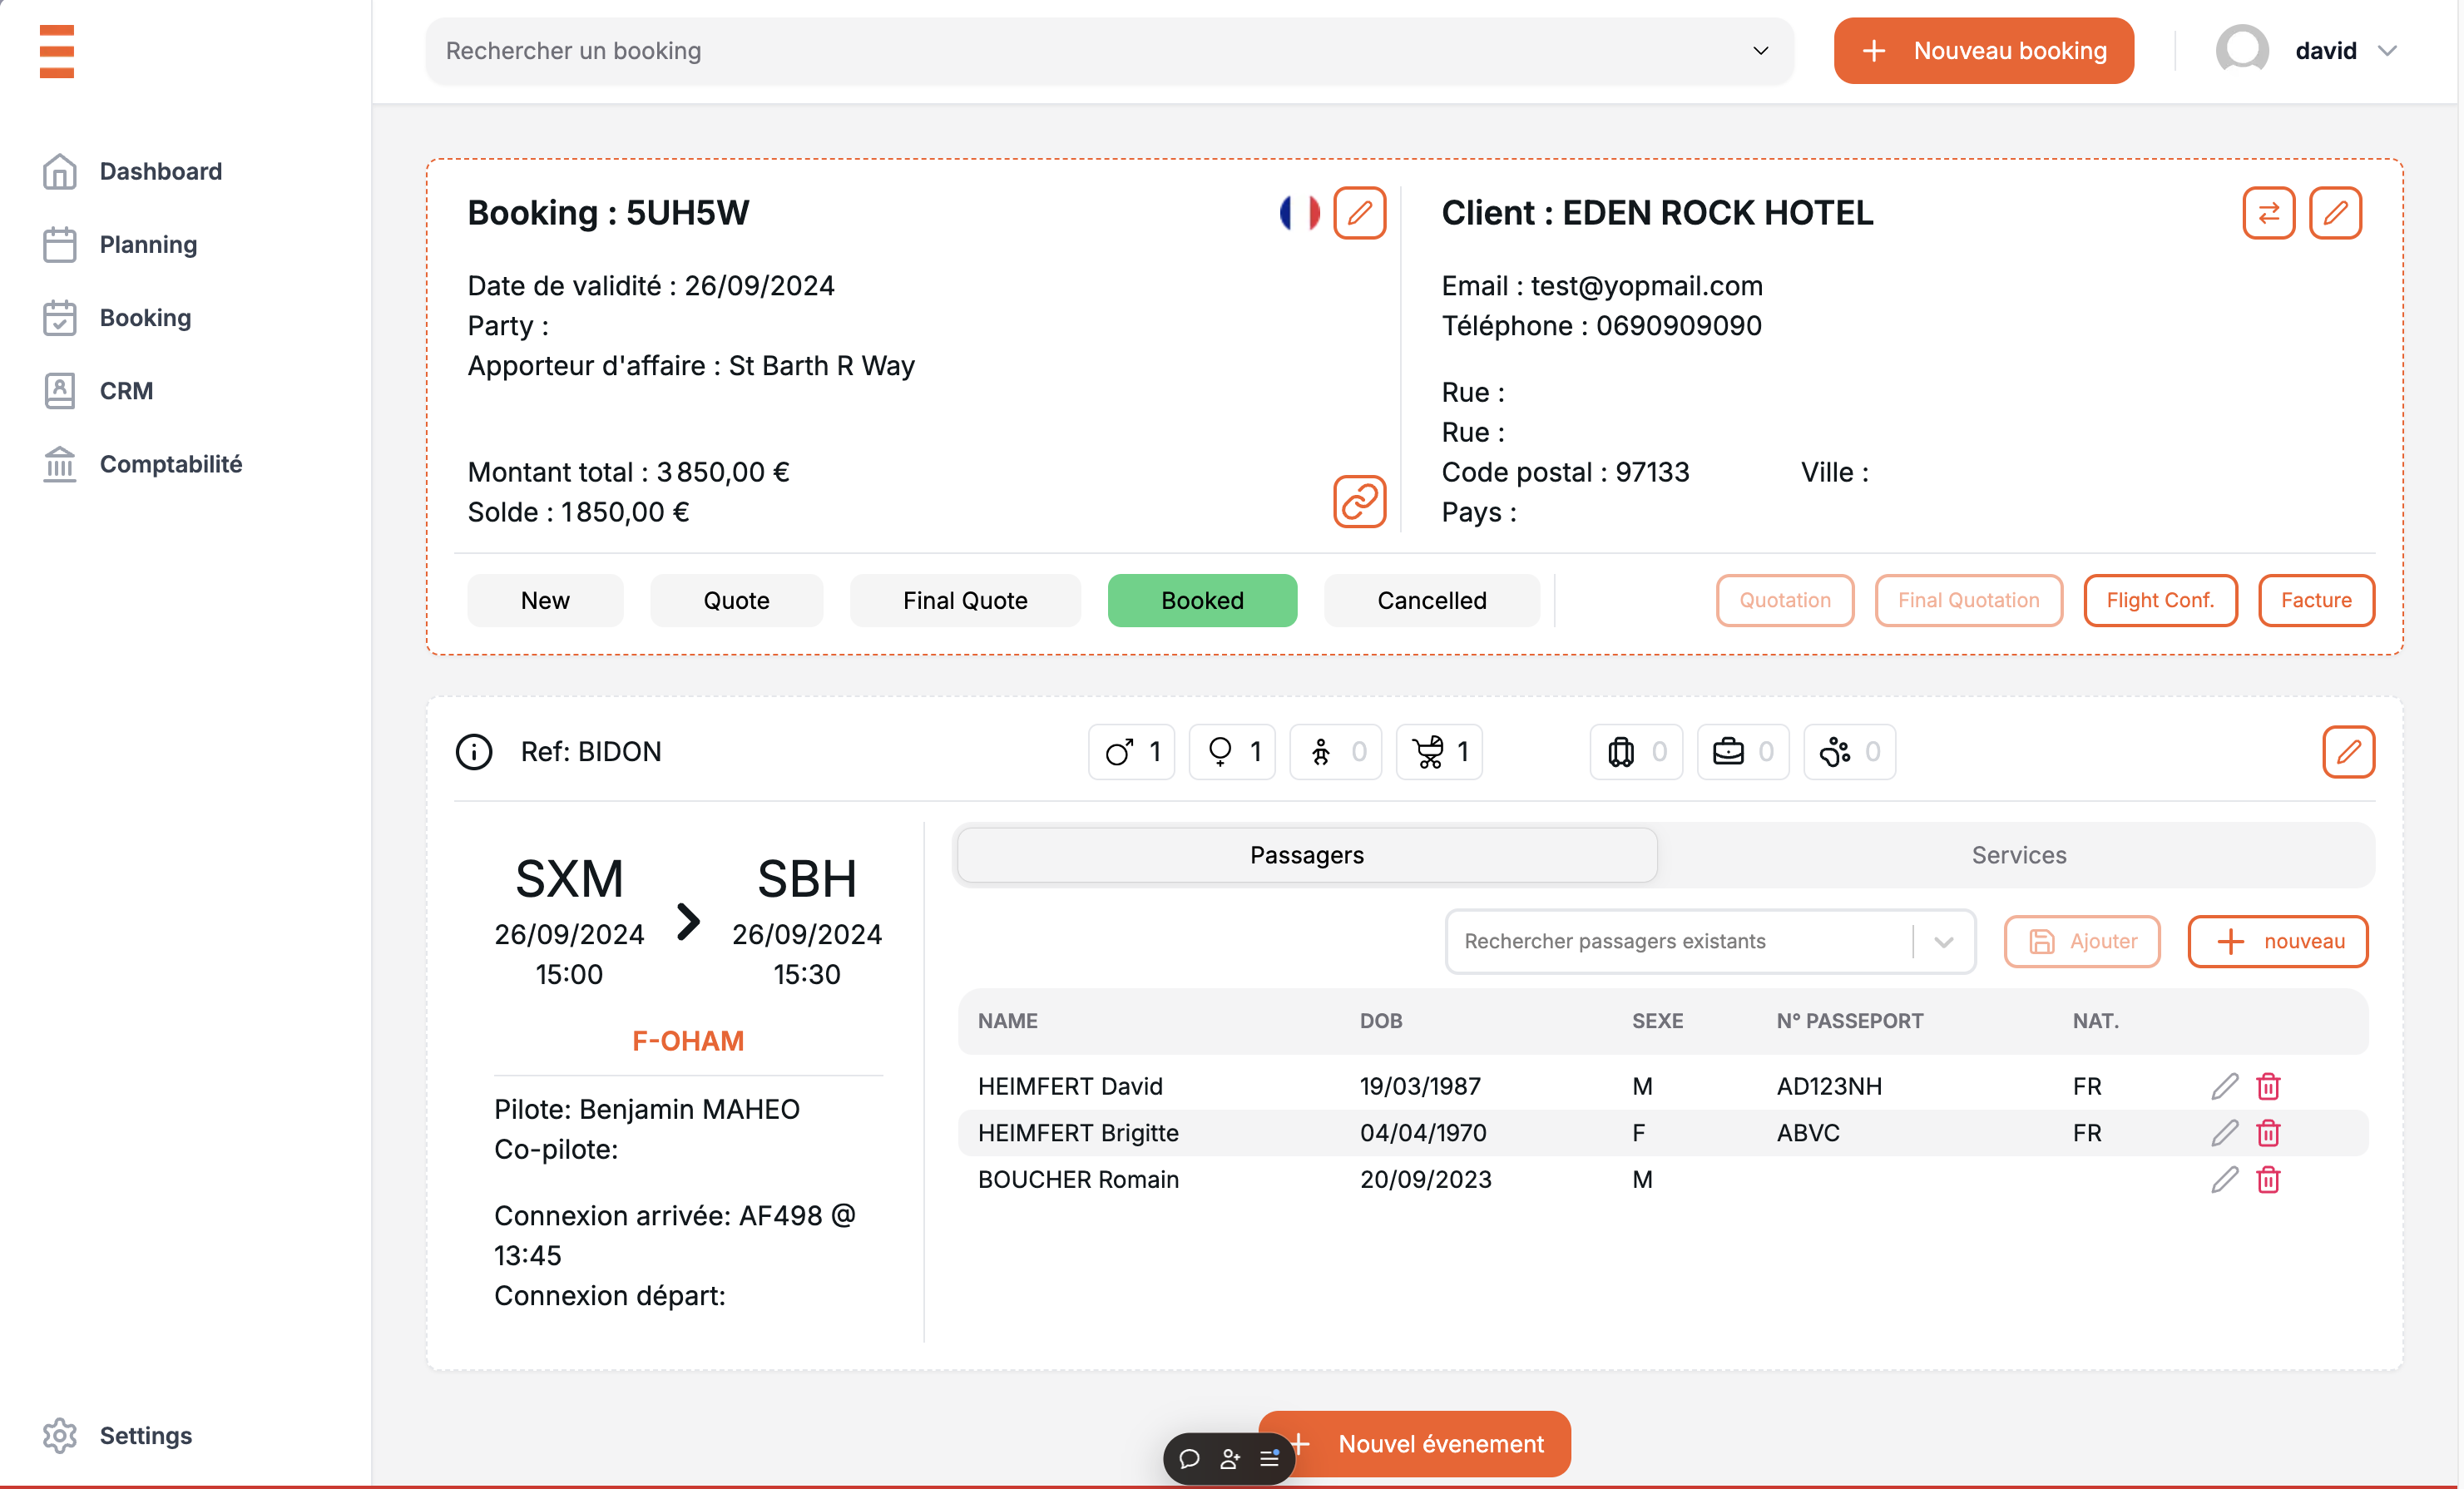 Rechercher un booking
Nouveau booking
david
Dashboard
Planning
Booking
CRM
Comptabilité
Settings
Booking : 5UH5W
Date de validité : 26/09/2024
Party :
Apporteur d'affaire : St Barth R Way
Montant total : 3 850,00 €
Solde : 1 850,00 €
Client : EDEN ROCK HOTEL
Email : test@yopmail.com
Téléphone : 0690909090
Rue :
Rue :
Code postal : 97133 Ville :
Pays :
New Quote Final Quote Booked Cancelled
Quotation Final Quotation Flight Conf. Facture
Ref: BIDON
1 1 0 1 0 0 0
SXM SBH
26/09/2024 26/09/2024
15:00 15:30
F-OHAM
Pilote: Benjamin MAHEO
Co-pilote:
Connexion arrivée: AF498 @
13:45
Connexion départ:
Passagers Services
Rechercher passagers existants Ajouter nouveau
NAME DOB SEXE N° PASSEPORT NAT.
HEIMFERT David 19/03/1987 M AD123NH FR
HEIMFERT Brigitte 04/04/1970 F ABVC FR
BOUCHER Romain 20/09/2023 M
Nouvel évenement